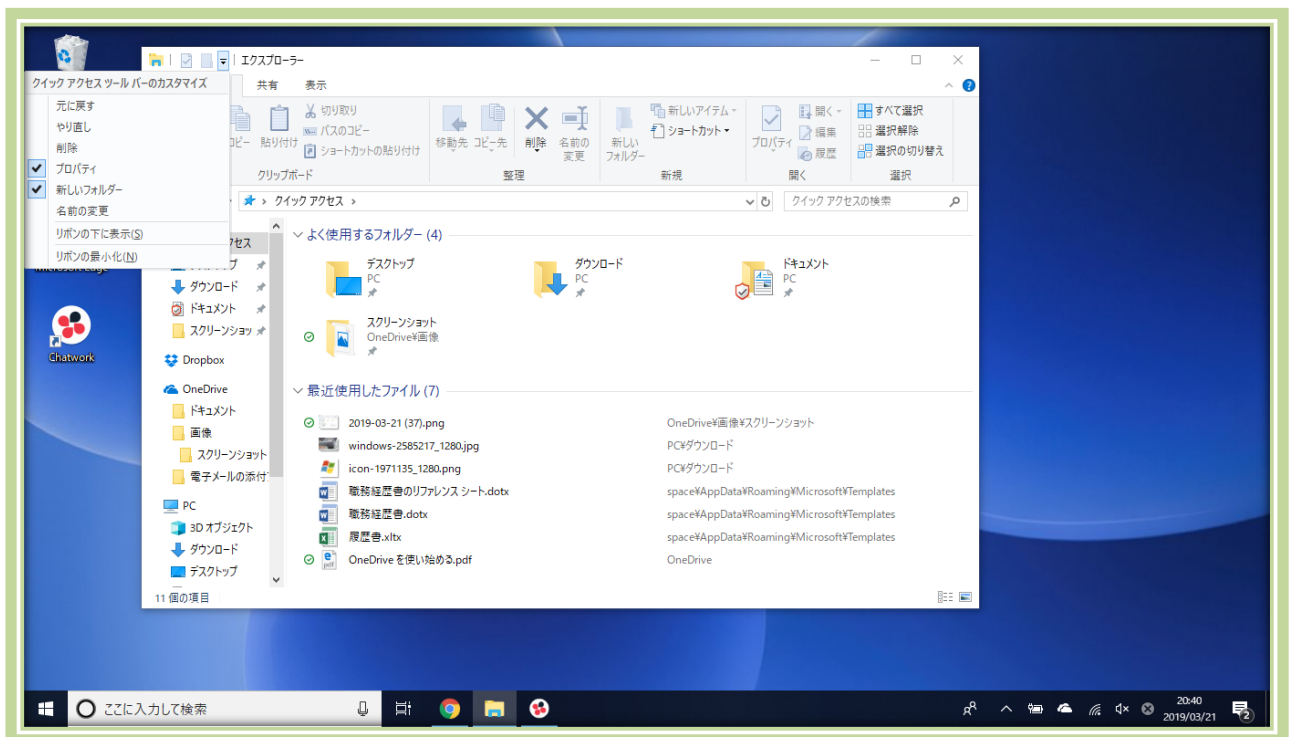 エクスプローラー
クイック アクセス ツール バーのカスタマイズ
元に戻す
やり直し
削除
プロパティ
新しいフォルダー
名前の変更
リボンの下に表示(S)
リボンの最小化(N)
共有
表示
コピー
貼り付け
切り取り
パスのコピー
ショートカットの貼り付け
クリップボード
移動先
コピー先
削除
名前の
変更
整理
新しい
フォルダー
新しいアイテム
ショートカット
新規
プロパティ
開く
編集
履歴
開く
すべて選択
選択解除
選択の切り替え
選択
クイック アクセス
クイック アクセスの検索
ダウンロード
ドキュメント
スクリーンショッ
Dropbox
OneDrive
ドキュメント
画像
スクリーンショット
電子メールの添付
PC
3D オブジェクト
ダウンロード
デスクトップ
よく使用するフォルダー (4)
デスクトップ
PC
ダウンロード
PC
ドキュメント
PC
スクリーンショット
OneDrive¥画像
最近使用したファイル (7)
2019-03-21 (37).png OneDrive¥画像¥スクリーンショット
windows-2585217_1280.jpg PC¥ダウンロード
icon-1971135_1280.png PC¥ダウンロード
職務経歴書のリファレンス シート.dotx space¥AppData¥Roaming¥Microsoft¥Templates
職務経歴書.dotx space¥AppData¥Roaming¥Microsoft¥Templates
履歴書.xltx space¥AppData¥Roaming¥Microsoft¥Templates
OneDrive を使い始める.pdf OneDrive
11 個の項目
Chatwork
ここに入力して検索
20:40
2019/03/21
2